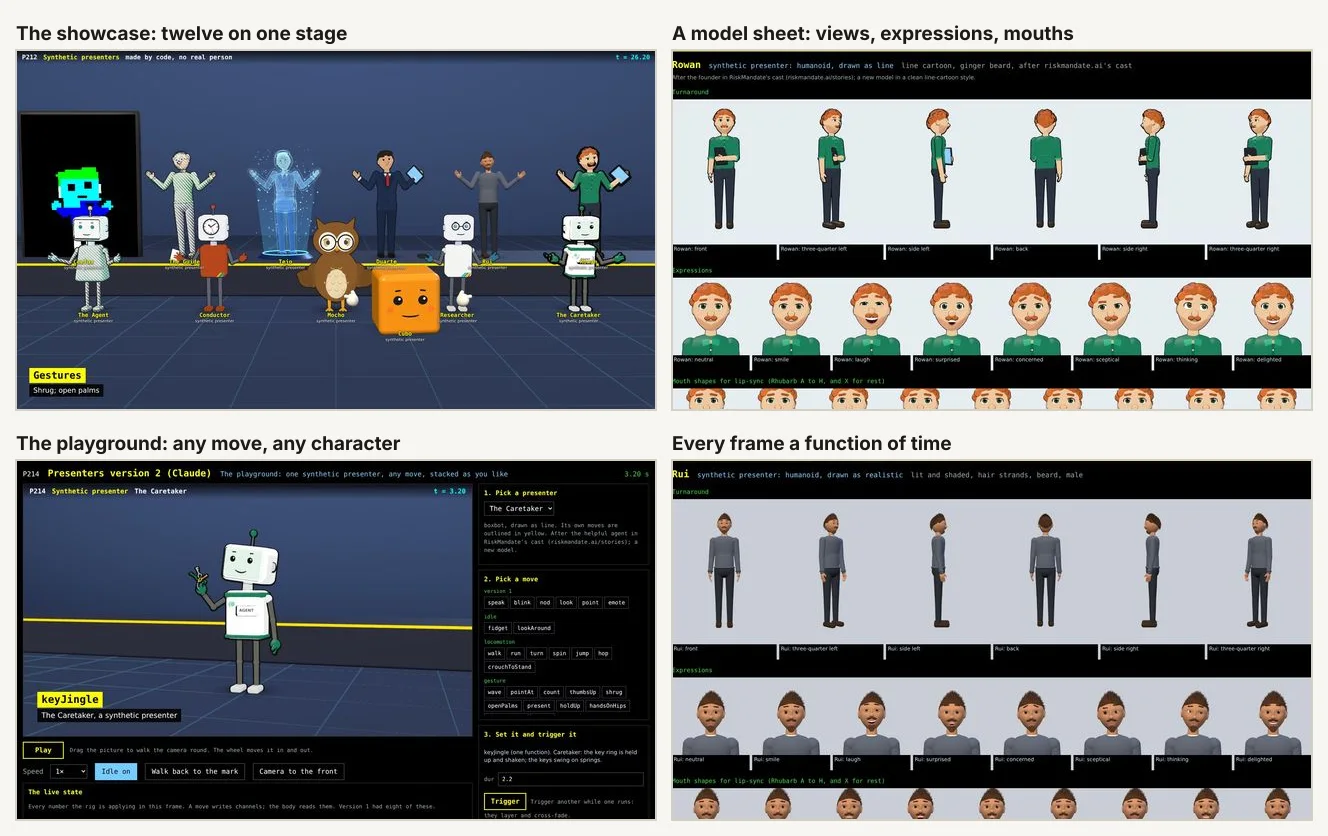 The showcase: twelve on one stage
P212 Synthetic presenters made by code, no real person t = 26.20
The Guide
Taio
Duarte
Rui
synthetic presenter
The Agent
synthetic presenter
Conductor
synthetic presenter
Mocho
synthetic presenter
Cubo
synthetic presenter
Researcher
synthetic presenter
The Caretaker
synthetic presenter
Gestures
Shrug; open palms
A model sheet: views, expressions, mouths
Rowan synthetic presenter: humanoid, drawn as line line cartoon, ginger beard, after riskmandate.ai's cast
After the founder in RiskMandate's cast (riskmandate.ai/stories); a new model in a clean line-cartoon style.
Turnaround
Rowan: front
Rowan: three-quarter left
Rowan: side left
Rowan: back
Rowan: side right
Rowan: three-quarter right
Expressions
Rowan: neutral
Rowan: smile
Rowan: laugh
Rowan: surprised
Rowan: concerned
Rowan: sceptical
Rowan: thinking
Rowan: delighted
Mouth shapes for lip-sync (Rhubarb A to H, and X for rest)
The playground: any move, any character
P214 Presenters version 2 (Claude) The playground: one synthetic presenter, any move, stacked as you like 3.20 s
P214 Synthetic presenter The Caretaker t = 3.20
AGENT
keyJingle
The Caretaker, a synthetic presenter
Play Drag the picture to walk the camera round. The wheel moves it in and out.
Speed 1× Idle on Walk back to the mark Camera to the front
The live state
Every number the rig is applying in this frame. A move writes channels; the body reads them. Version 1 had eight of these.
1. Pick a presenter
The Caretaker
boxbot, drawn as line. Its own moves are
outlined in yellow. After the helpful agent in
RiskMandate's cast (riskmandate.ai/stories); a
new model.
2. Pick a move
version 1
speak blink nod look point emote
idle
fidget lookAround
locomotion
walk run turn spin jump hop
crouchToStand
gesture
wave pointAt count thumbsUp shrug
openPalms present holdUp handsOnHips
3. Set it and trigger it
keyJingle (one function). Caretaker: the key ring is held
up and shaken; the keys swing on springs.
dur 2.2
Trigger Trigger another while one runs:
they layer and cross-fade.
Every frame a function of time
Rui synthetic presenter: humanoid, drawn as realistic lit and shaded, hair strands, beard, male
Turnaround
Rui: front
Rui: three-quarter left
Rui: side left
Rui: back
Rui: side right
Rui: three-quarter right
Expressions
Rui: neutral
Rui: smile
Rui: laugh
Rui: surprised
Rui: concerned
Rui: sceptical
Rui: thinking
Rui: delighted
Mouth shapes for lip-sync (Rhubarb A to H, and X for rest)